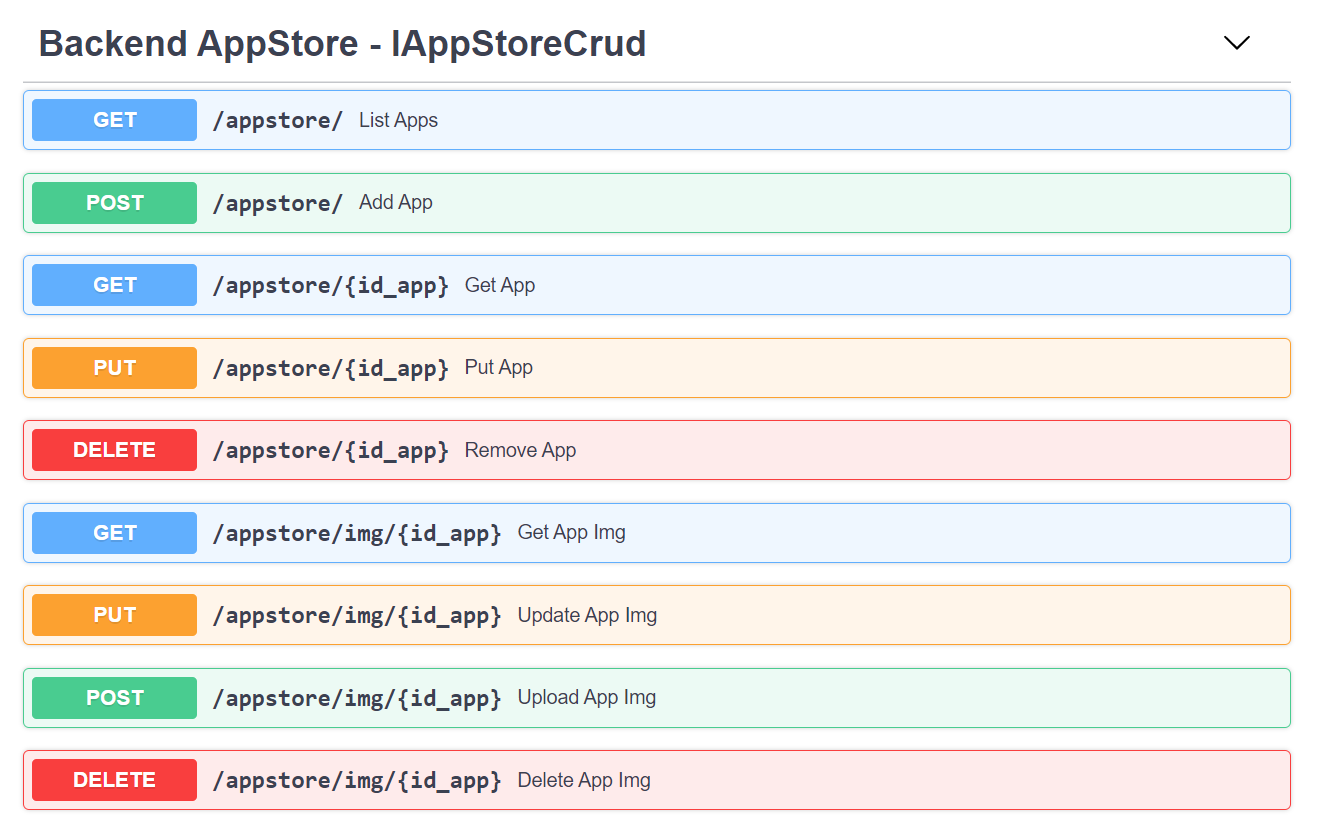 Backend AppStore - IAppStoreCrud
GET /appstore/ List Apps
POST /appstore/ Add App
GET /appstore/{id_app} Get App
PUT /appstore/{id_app} Put App
DELETE /appstore/{id_app} Remove App
GET /appstore/img/{id_app} Get App Img
PUT /appstore/img/{id_app} Update App Img
POST /appstore/img/{id_app} Upload App Img
DELETE /appstore/img/{id_app} Delete App Img